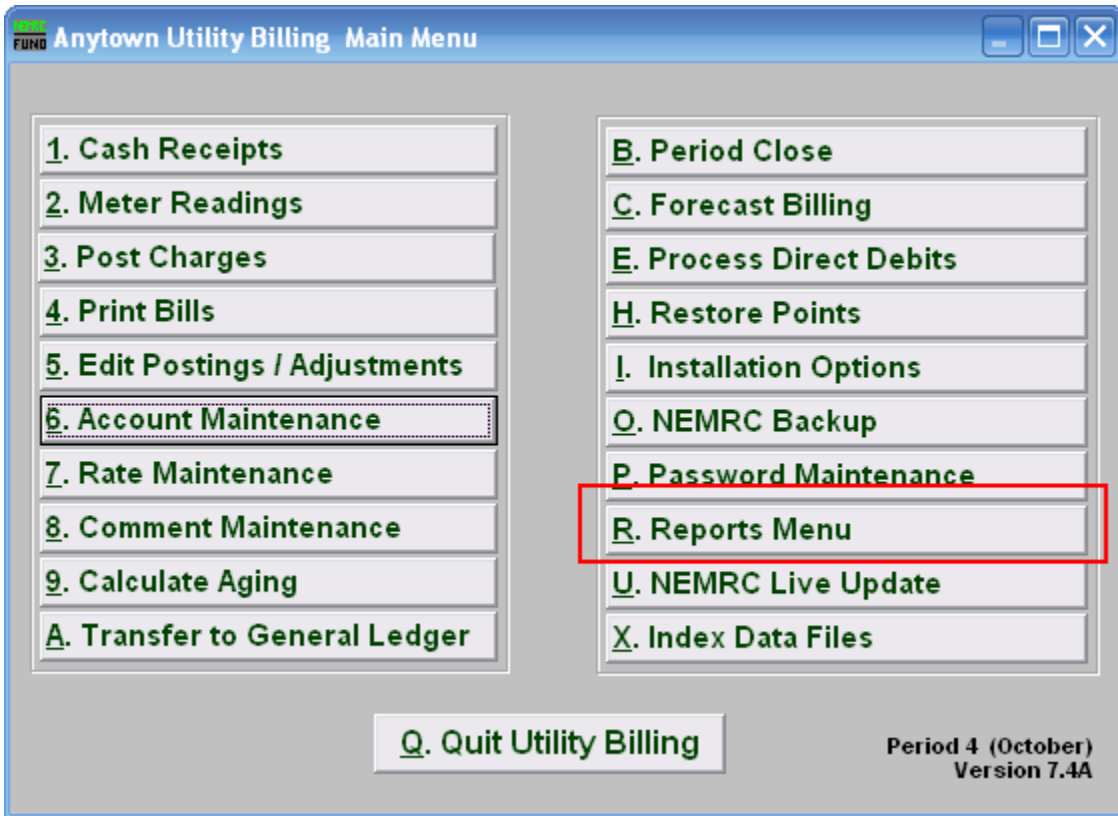 NEMRC
FUND Anytown Utility Billing Main Menu
1. Cash Receipts
2. Meter Readings
3. Post Charges
4. Print Bills
5. Edit Postings / Adjustments
6. Account Maintenance
7. Rate Maintenance
8. Comment Maintenance
9. Calculate Aging
A. Transfer to General Ledger
B. Period Close
C. Forecast Billing
E. Process Direct Debits
H. Restore Points
I. Installation Options
O. NEMRC Backup
P. Password Maintenance
R. Reports Menu
U. NEMRC Live Update
X. Index Data Files
Q. Quit Utility Billing
Period 4 (October)
Version 7.4A